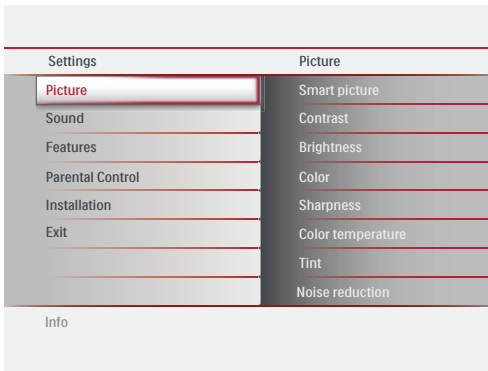 Settings
Picture
Picture
Sound
Features
Parental Control
Installation
Exit
Smart picture
Contrast
Brightness
Color
Sharpness
Color temperature
Tint
Noise reduction
Info